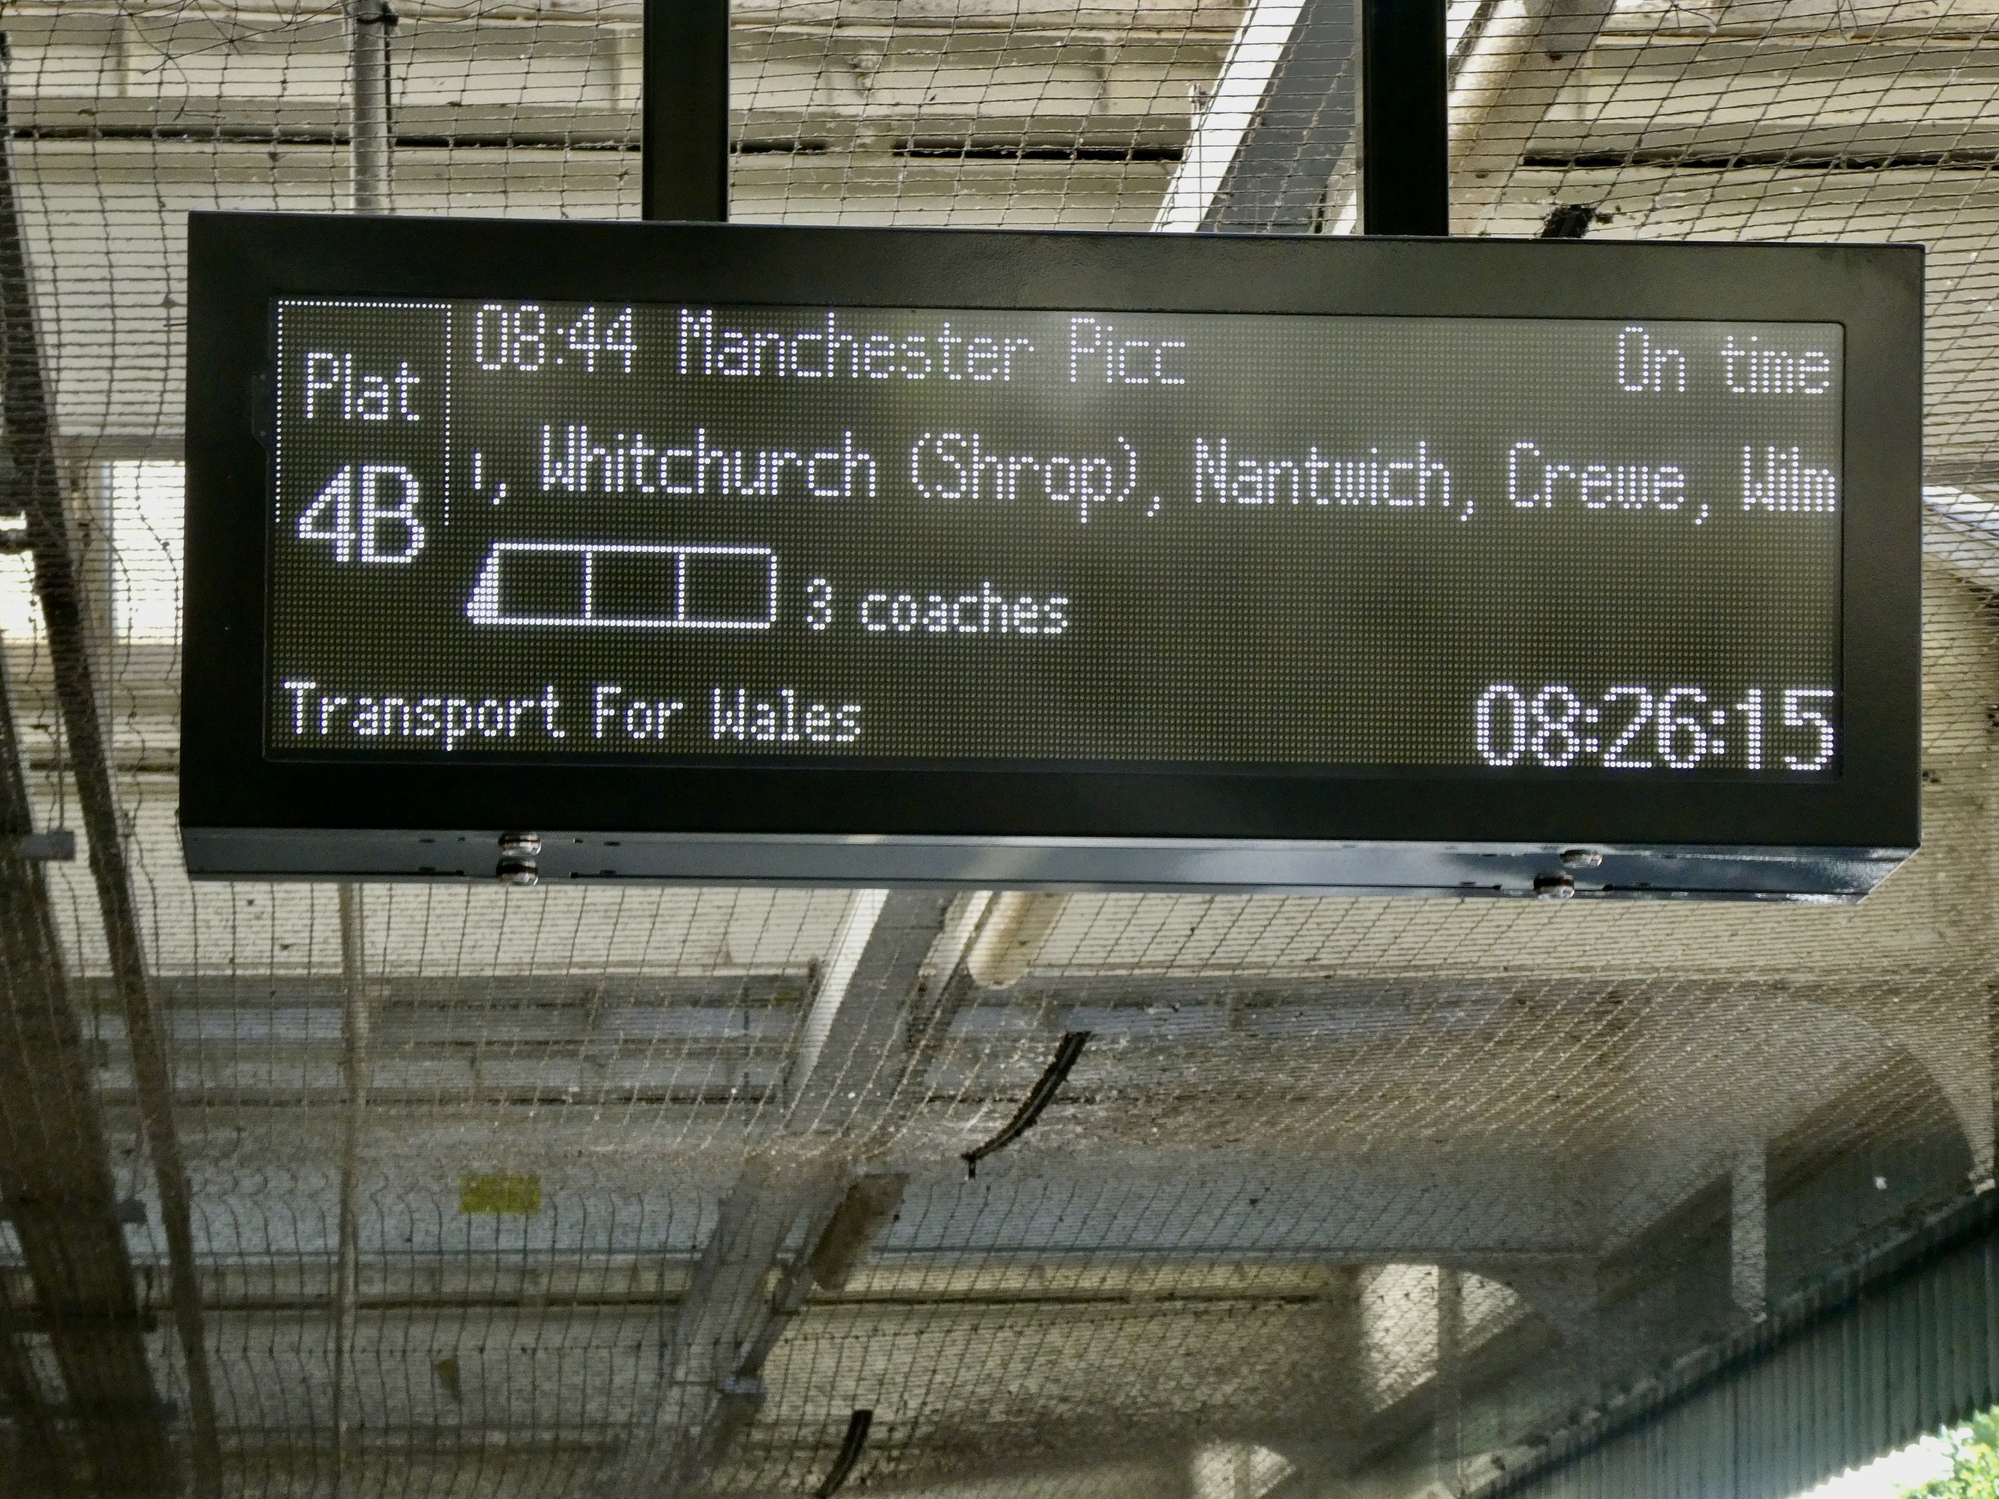 Plat
4B
08:44 Manchester Picc On time
, Whitchurch (Shrop), Nantwich, Crewe, Wilm
3 coaches
Transport For Wales 08:26:15